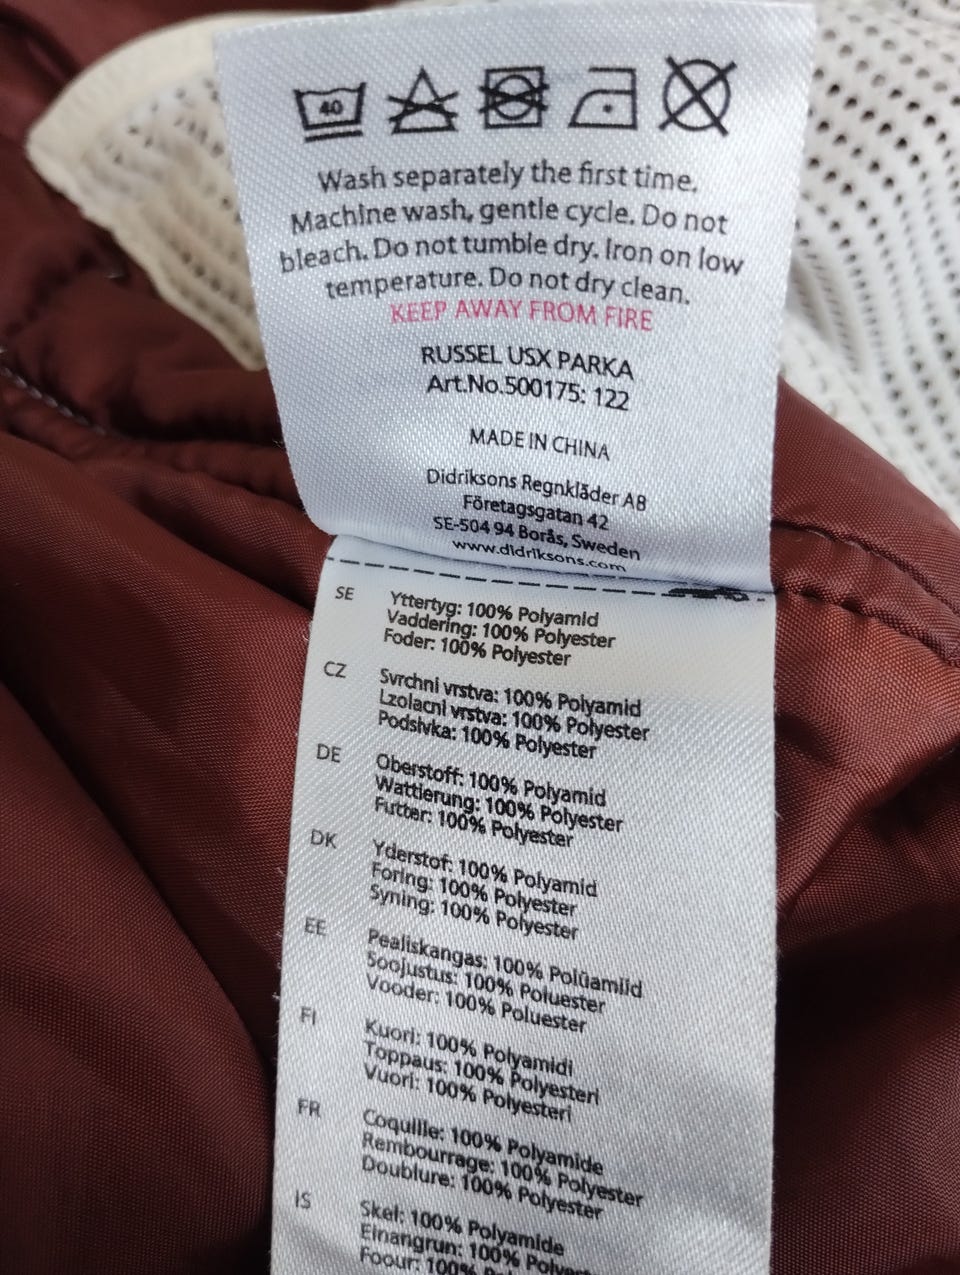 40
Wash separately the first time.
Machine wash, gentle cycle. Do not
bleach. Do not tumble dry. Iron on low
temperature. Do not dry clean.
KEEP AWAY FROM FIRE
RUSSEL USX PARKA
Art.No.500175: 122
MADE IN CHINA
Didriksons Regnkläder AB
Företagsgatan 42
SE-504 94 Borås, Sweden
www.didriksons.com
SE Yttertyg: 100% Polyamid
Vaddering: 100% Polyester
Foder: 100% Polyester
CZ Svrchni vrstva: 100% Polyamid
Lzolacni vrstva: 100% Polyester
Podsivka: 100% Polyester
DE Oberstoff: 100% Polyamid
Wattierung: 100% Polyester
Futter: 100% Polyester
DK Yderstof: 100% Polyamid
Foring: 100% Polyester
Syning: 100% Polyester
EE Pealiskangas: 100% Polüamiid
Soojustus: 100% Poluester
Vooder: 100% Poluester
FI Kuori: 100% Polyamidi
Toppaus: 100% Polyesteri
Vuori: 100% Polyesteri
FR Coquille: 100% Polyamide
Rembourrage: 100% Polyester
Doublure: 100% Polyester
IS Skel: 100% Polyamide
Einangrun: 100%
Foour: 100%